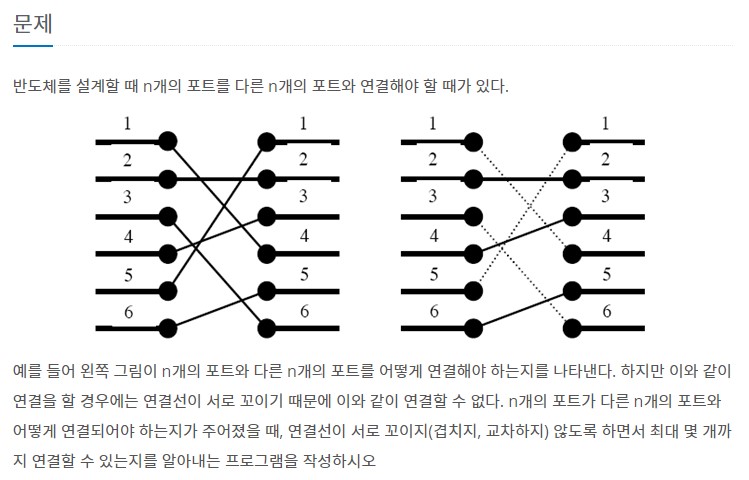 문제
반도체를 설계할 때 n개의 포트를 다른 n개의 포트와 연결해야 할 때가 있다.
1 1 1 1
2 2 2 2
3 3 3 3
4 4 4 4
5 5 5 5
6 6 6 6
예를 들어 왼쪽 그림이 n개의 포트와 다른 n개의 포트를 어떻게 연결해야 하는지를 나타낸다. 하지만 이와 같이
연결을 할 경우에는 연결선이 서로 꼬이기 때문에 이와 같이 연결할 수 없다. n개의 포트가 다른 n개의 포트와
어떻게 연결되어야 하는지가 주어졌을 때, 연결선이 서로 꼬이지(겹치지, 교차하지) 않도록 하면서 최대 몇 개까
지 연결할 수 있는지를 알아내는 프로그램을 작성하시오